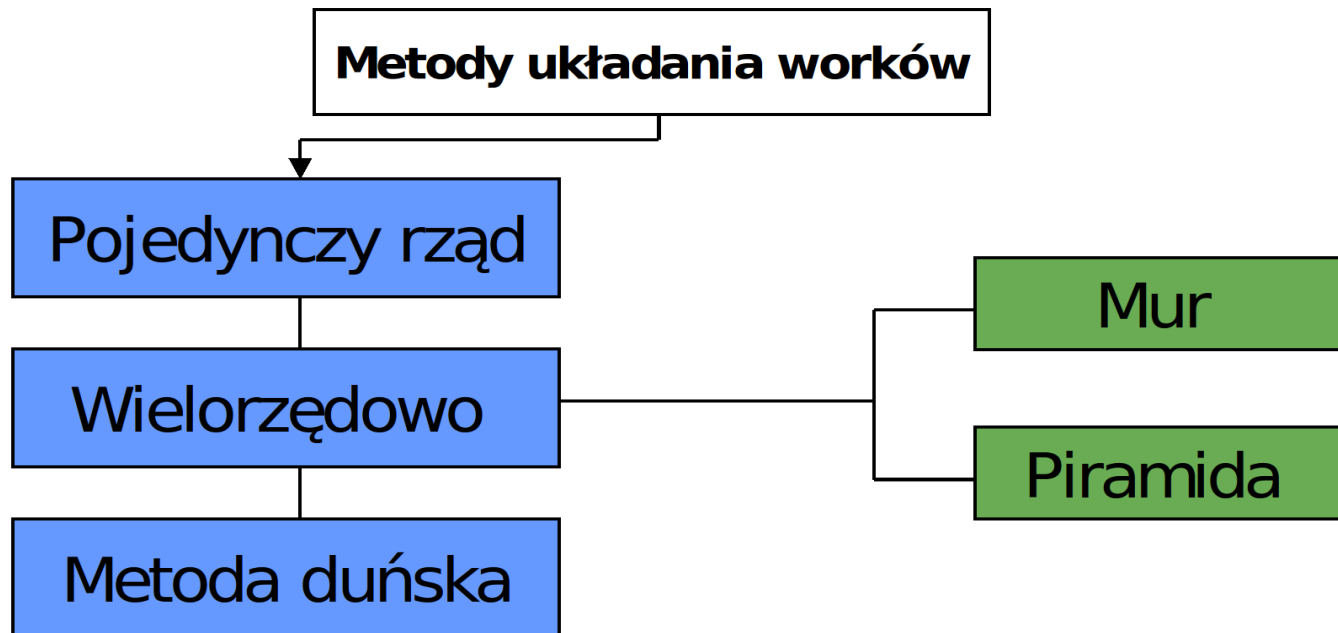 Metody układania worków
Pojedynczy rząd
Wielorzędowo
Metoda duńska
Mur
Piramida